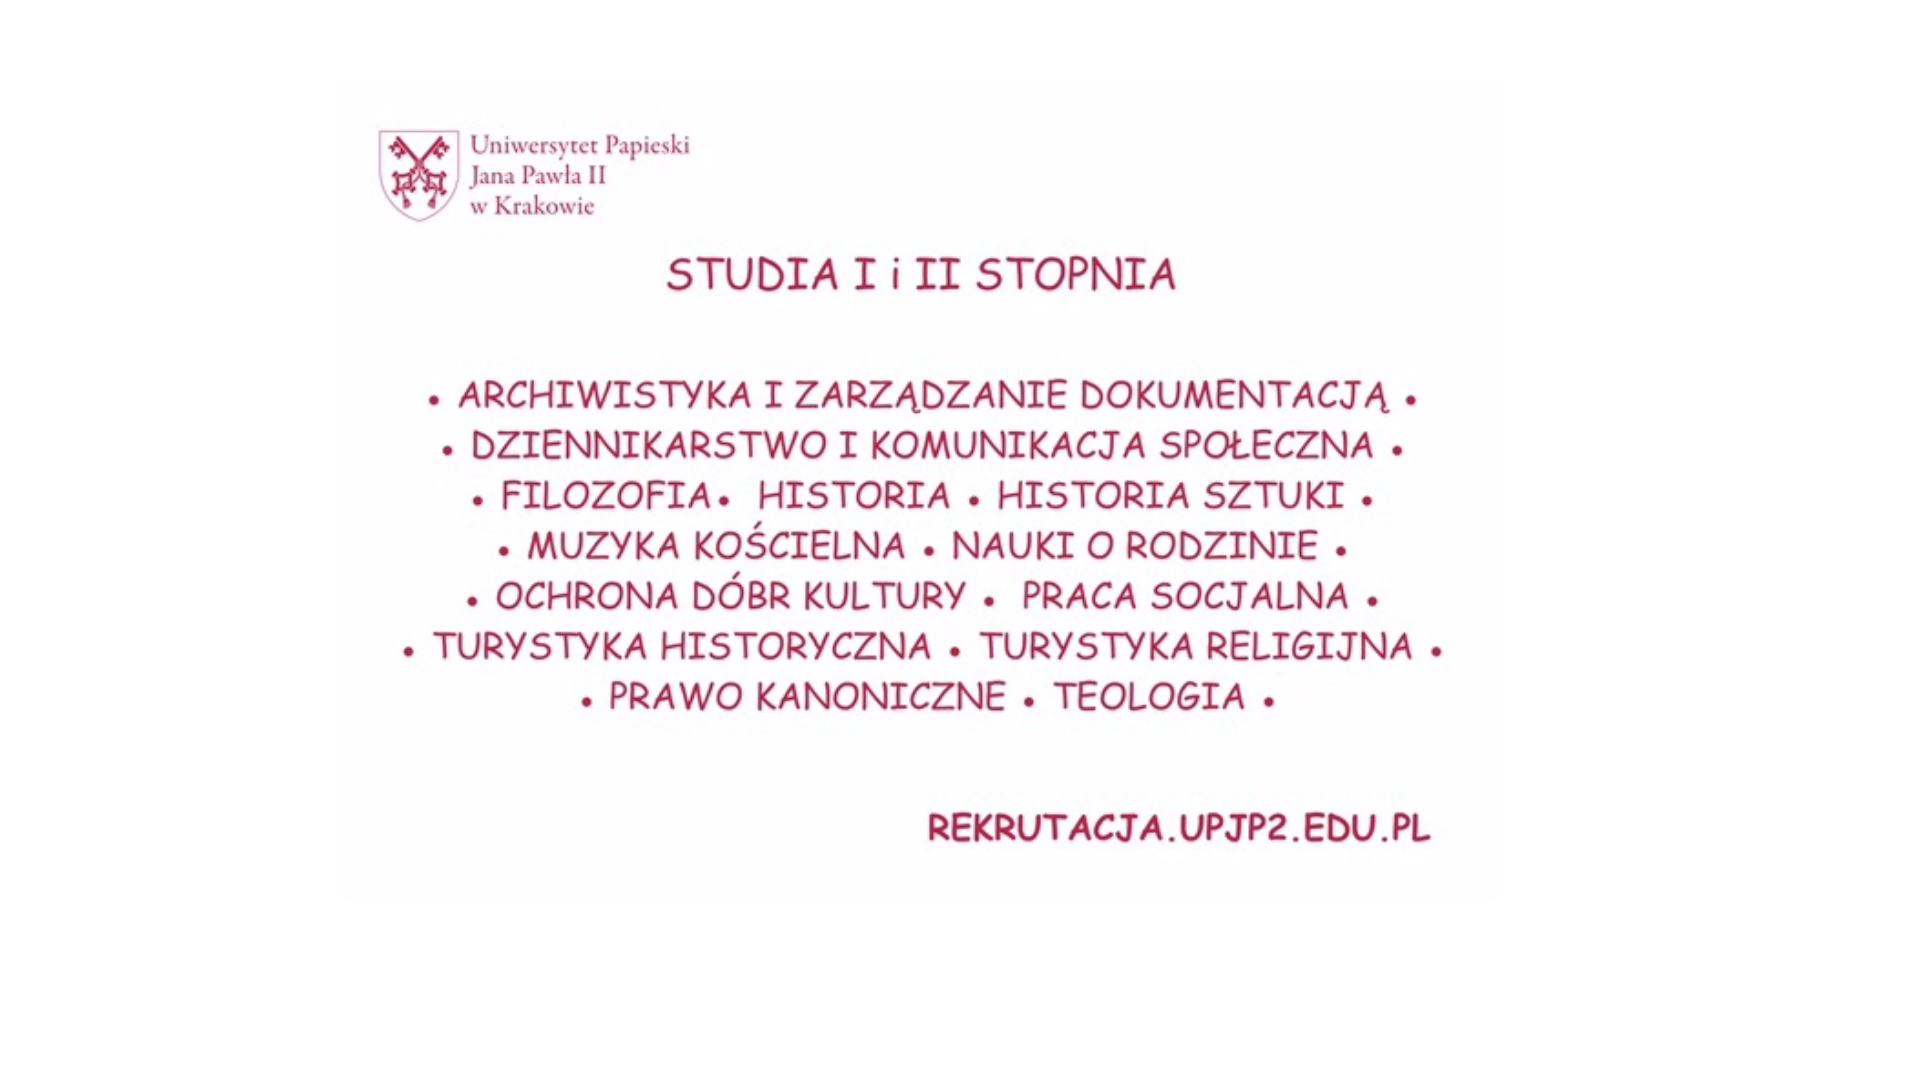 Uniwersytet Papieski
Jana Pawła II
w Krakowie
STUDIA I i II STOPNIA
• ARCHIWISTYKA I ZARZĄDZANIE DOKUMENTACJĄ •
• DZIENNIKARSTWO I KOMUNIKACJA SPOŁECZNA •
• FILOZOFIA • HISTORIA • HISTORIA SZTUKI •
• MUZYKA KOŚCIELNA • NAUKI O RODZINIE •
• OCHRONA DÓBR KULTURY • PRACA SOCJALNA •
• TURYSTYKA HISTORYCZNA • TURYSTYKA RELIGIJNA •
• PRAWO KANONICZNE • TEOLOGIA •
REKRUTACJA.UPJP2.EDU.PL